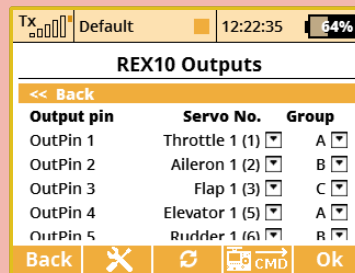 Tx Default 12:22:35 64%
REX10 Outputs
<< Back
Output pin Servo No. Group
OutPin 1 Throttle 1 (1) A
OutPin 2 Aileron 1 (2) B
OutPin 3 Flap 1 (3) C
OutPin 4 Elevator 1 (5) A
OutPin 5 Rudder 1 (6) B
Back CMD Ok